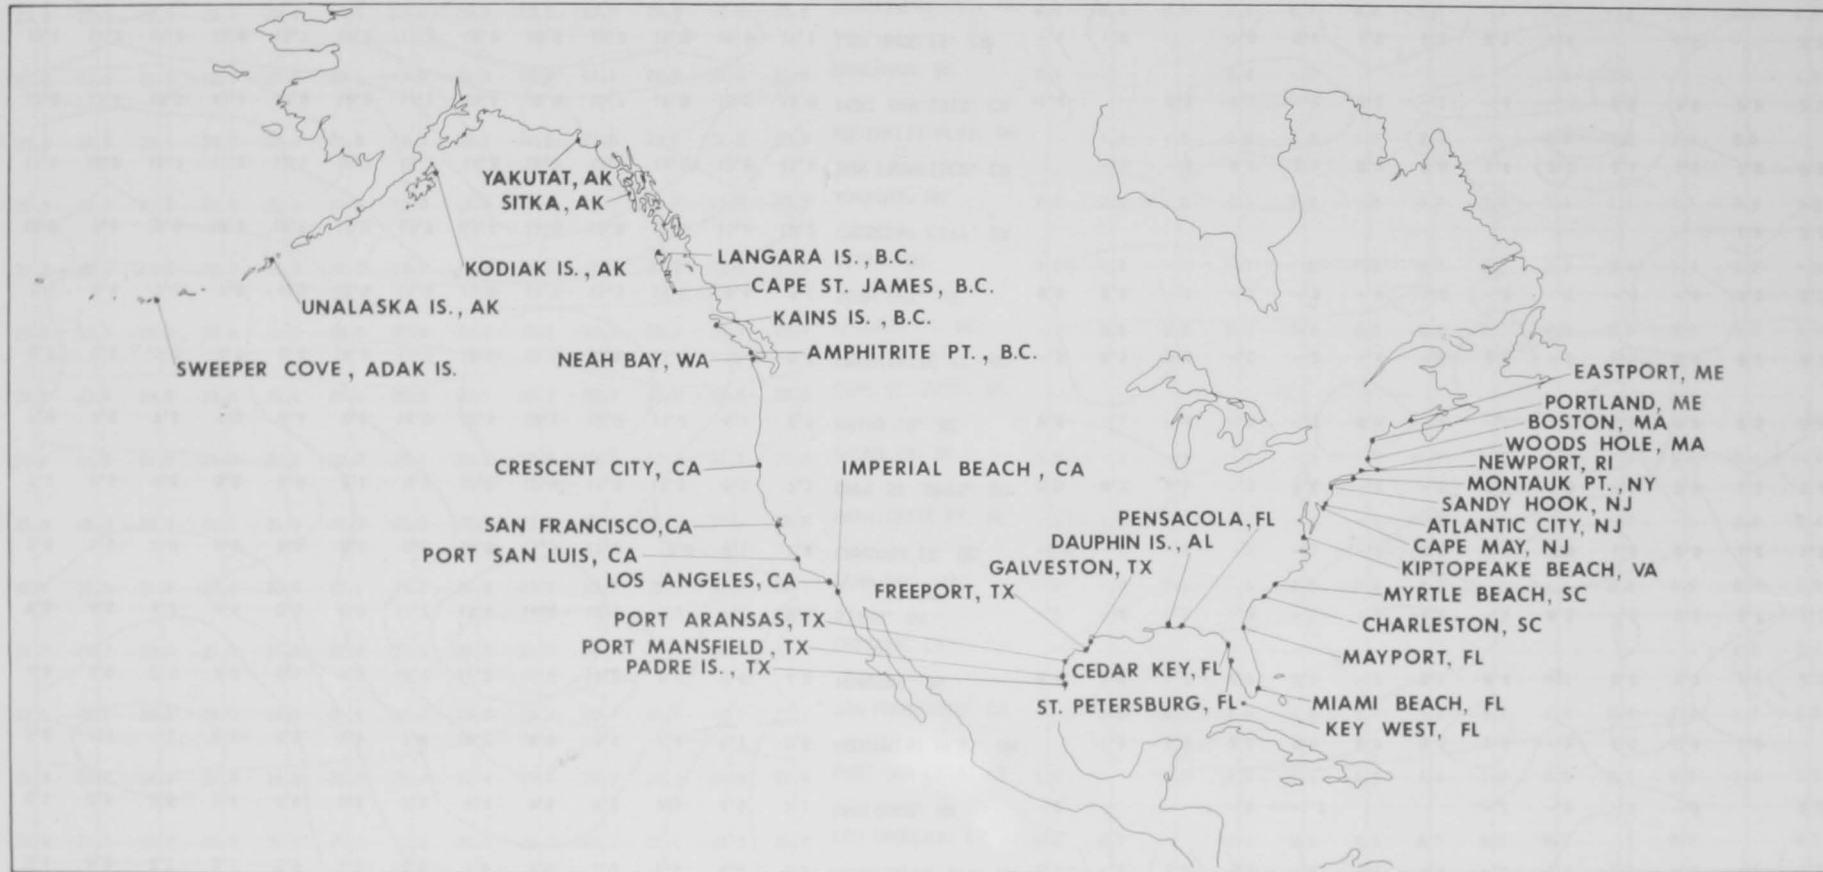 YAKUTAT, AK
SITKA, AK
KODIAK IS., AK
UNALASKA IS., AK
SWEEPER COVE, ADAK IS.
LANGARA IS., B.C.
CAPE ST. JAMES, B.C.
KAINS IS., B.C.
AMPHITRITE PT., B.C.
NEAH BAY, WA
CRESCENT CITY, CA
IMPERIAL BEACH, CA
SAN FRANCISCO, CA
PORT SAN LUIS, CA
LOS ANGELES, CA
PORT ARANSAS, TX
PORT MANSFIELD, TX
PADRE IS., TX
PENSACOLA, FL
DAUPHIN IS., AL
GALVESTON, TX
FREEPORT, TX
CEDAR KEY, FL
ST. PETERSBURG, FL
EASTPORT, ME
PORTLAND, ME
BOSTON, MA
WOODS HOLE, MA
NEWPORT, RI
MONTAUK PT., NY
SANDY HOOK, NJ
ATLANTIC CITY, NJ
CAPE MAY, NJ
KIPTOPEAKE BEACH, VA
MYRTLE BEACH, SC
CHARLESTON, SC
MAYPORT, FL
MIAMI BEACH, FL
KEY WEST, FL